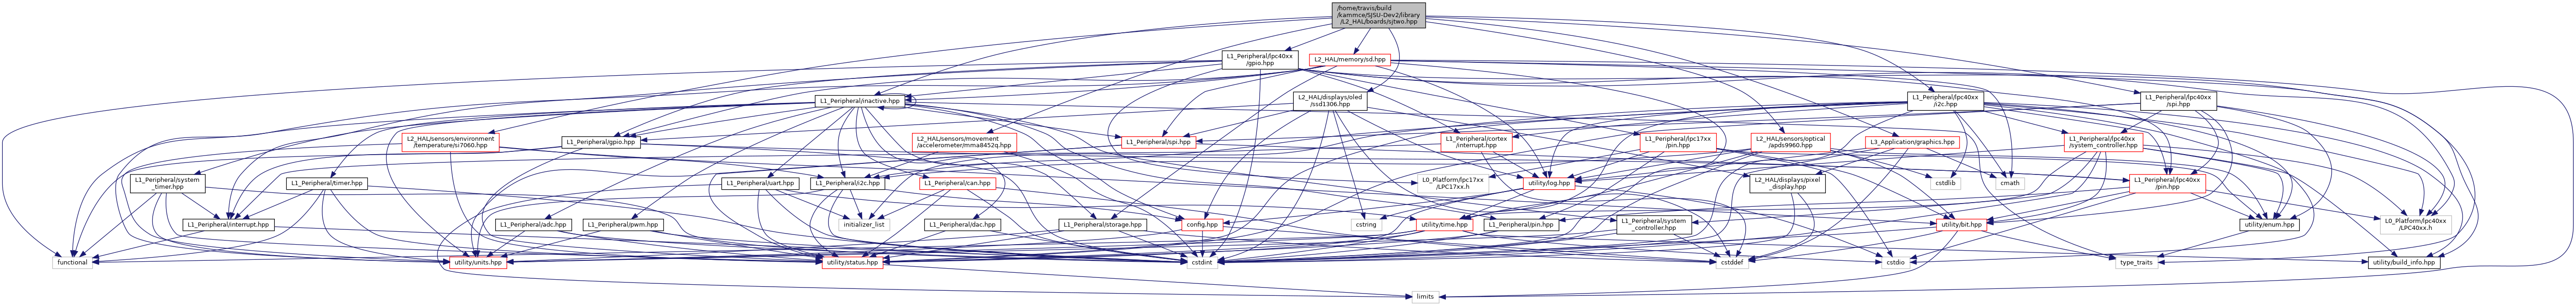 /home/travis/build
/kammce/SJSU-Dev2/library
/L2_HAL/boards/sjtwo.hpp
L1_Peripheral/lpc40xx
/gpio.hpp
L2_HAL/memory/sd.hpp
L1_Peripheral/inactive.hpp
L2_HAL/displays/oled
/ssd1306.hpp
L1_Peripheral/lpc40xx
/i2c.hpp
L1_Peripheral/lpc40xx
/spi.hpp
L2_HAL/sensors/environment
/temperature/si7060.hpp
L1_Peripheral/gpio.hpp
L2_HAL/sensors/movement
/accelerometer/mma8452q.hpp
L1_Peripheral/spi.hpp
L1_Peripheral/cortex
/interrupt.hpp
L1_Peripheral/lpc17xx
/pin.hpp
L2_HAL/sensors/optical
/apds9960.hpp
L3_Application/graphics.hpp
L1_Peripheral/lpc40xx
/system_controller.hpp
L1_Peripheral/system
_timer.hpp
L1_Peripheral/timer.hpp
L1_Peripheral/uart.hpp
L1_Peripheral/i2c.hpp
L1_Peripheral/can.hpp
L0_Platform/lpc17xx
/LPC17xx.h
utility/log.hpp
L2_HAL/displays/pixel
_display.hpp
cstdlib
cmath
L1_Peripheral/lpc40xx
/pin.hpp
L1_Peripheral/interrupt.hpp
L1_Peripheral/adc.hpp
L1_Peripheral/pwm.hpp
initializer_list
L1_Peripheral/dac.hpp
L1_Peripheral/storage.hpp
config.hpp
cstring
utility/time.hpp
L1_Peripheral/pin.hpp
L1_Peripheral/system
_controller.hpp
utility/bit.hpp
utility/enum.hpp
L0_Platform/lpc40xx
/LPC40xx.h
functional
utility/units.hpp
utility/status.hpp
cstdint
cstddef
cstdio
type_traits
utility/build_info.hpp
limits